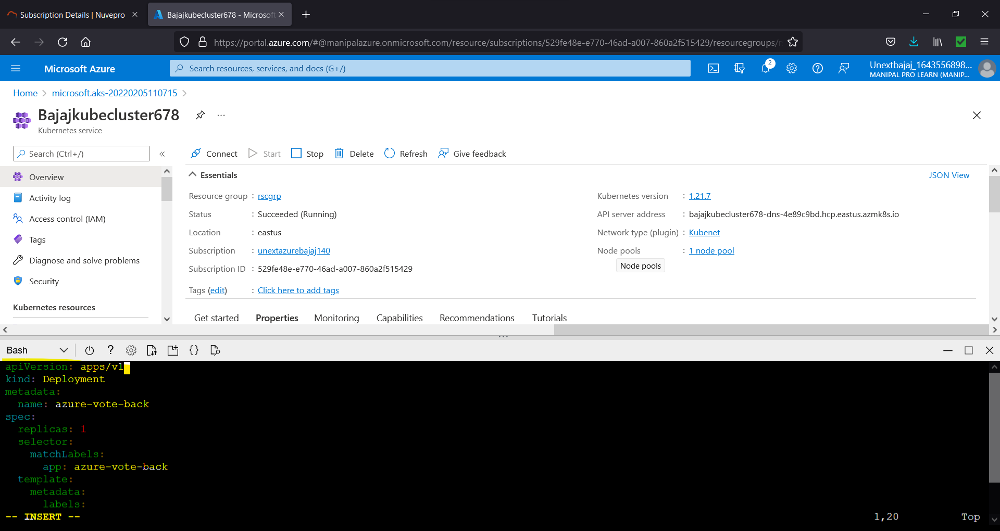 Subscription Details | Nuvepro
Bajajkubecluster678 - Microsoft
https://portal.azure.com/#@manipalazure.onmicrosoft.com/resource/subscriptions/529fe48e-e770-46ad-a007-860a2f515429/resourcegroups/r
Microsoft Azure
Search resources, services, and docs (G+/)
2
Unextbajaj_1643556898...
MANIPAL PRO LEARN (MANIP...
Home > microsoft.aks-20220205110715 >
Bajajkubecluster678
...
Kubernetes service
Search (Ctrl+/)
«
Connect
Start
Stop
Delete
Refresh
Give feedback
Overview
Activity log
Access control (IAM)
Tags
Diagnose and solve problems
Security
Kubernetes resources
Essentials
JSON View
Resource group : rscgrp
Status : Succeeded (Running)
Location : eastus
Subscription : unextazurebajaj140
Subscription ID : 529fe48e-e770-46ad-a007-860a2f515429
Tags (edit) : Click here to add tags
Kubernetes version : 1.21.7
API server address : bajajkubecluster678-dns-4e89c9bd.hcp.eastus.azmk8s.io
Network type (plugin) : Kubenet
Node pools : 1 node pool
Node pools
Get started
Properties
Monitoring
Capabilities
Recommendations
Tutorials
Bash
?
{}
apiVersion: apps/v1
kind: Deployment
metadata:
  name: azure-vote-back
spec:
  replicas: 1
  selector:
    matchLabels:
      app: azure-vote-back
  template:
    metadata:
      labels:
-- INSERT --
1,20
Top